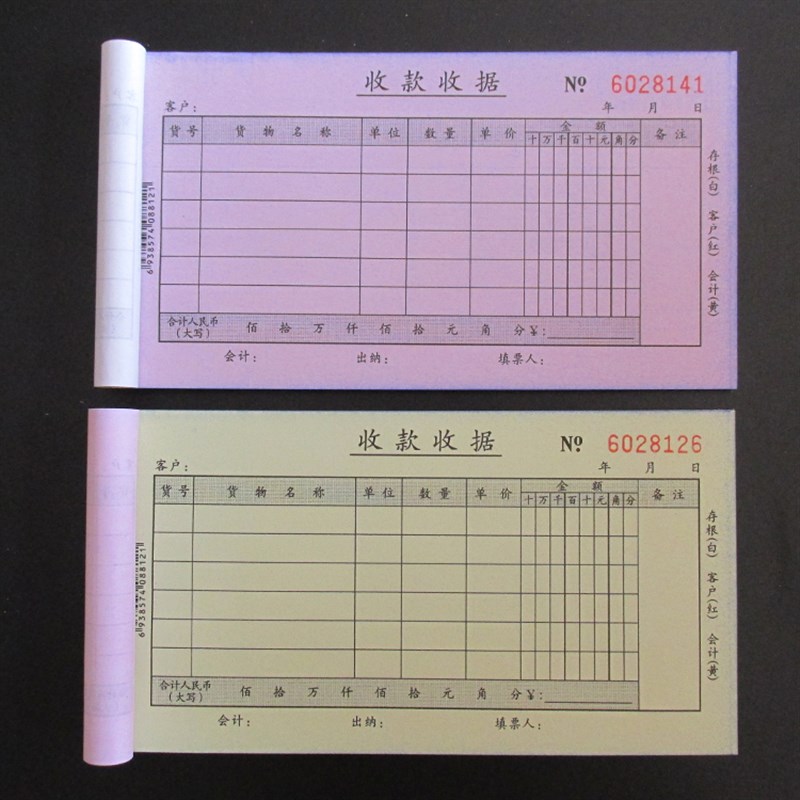 收款收据 № 6028141
客户： 年 月 日
货号 货物名称 单位 数量 单价 金额 备注
十万千百十元角分
合计人民币（大写） 佰 拾 万 仟 佰 拾 元 角 分￥：
会计： 出纳： 填票人：
存根(白) 客户(红) 会计(黄)
6938574088121
收款收据 № 6028126
客户： 年 月 日
货号 货物名称 单位 数量 单价 金额 备注
十万千百十元角分
合计人民币（大写） 佰 拾 万 仟 佰 拾 元 角 分￥：
会计： 出纳： 填票人：
存根(白) 客户(红) 会计(黄)
6938574088121